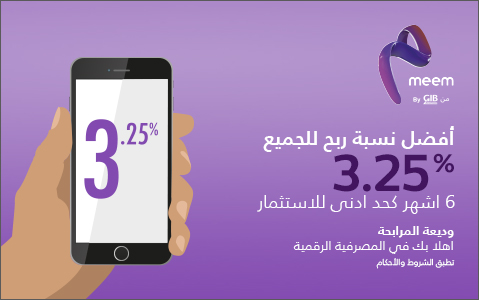 meem
By GIB من
أفضل نسبة ربح للجميع
3.25%
6 اشهر كحد ادنى للاستثمار
وديعة المرابحة
اهلا بك في المصرفية الرقمية
تطبق الشروط والأحكام
3.25%